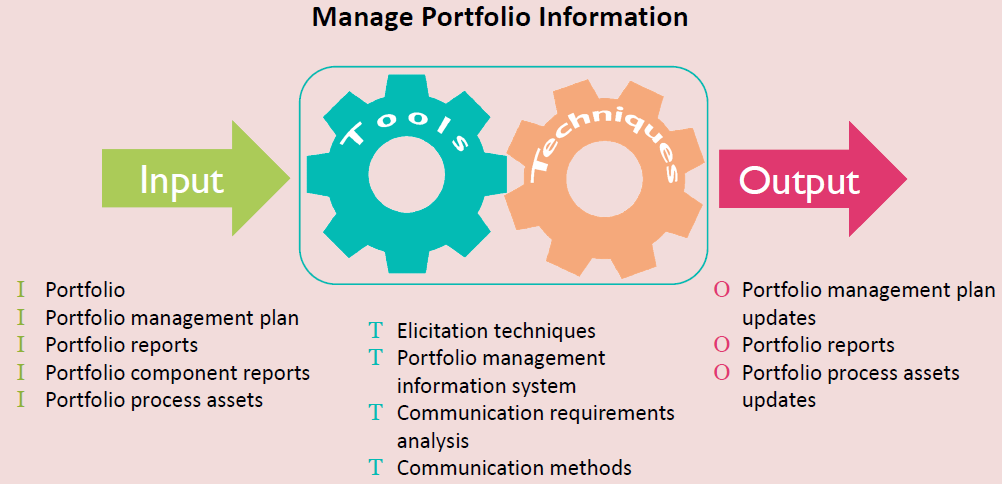 Manage Portfolio Information
Input
Tools
Techniques
Output
I Portfolio
I Portfolio management plan
I Portfolio reports
I Portfolio component reports
I Portfolio process assets
T Elicitation techniques
T Portfolio management
information system
T Communication requirements
analysis
T Communication methods
O Portfolio management plan
updates
O Portfolio reports
O Portfolio process assets
updates